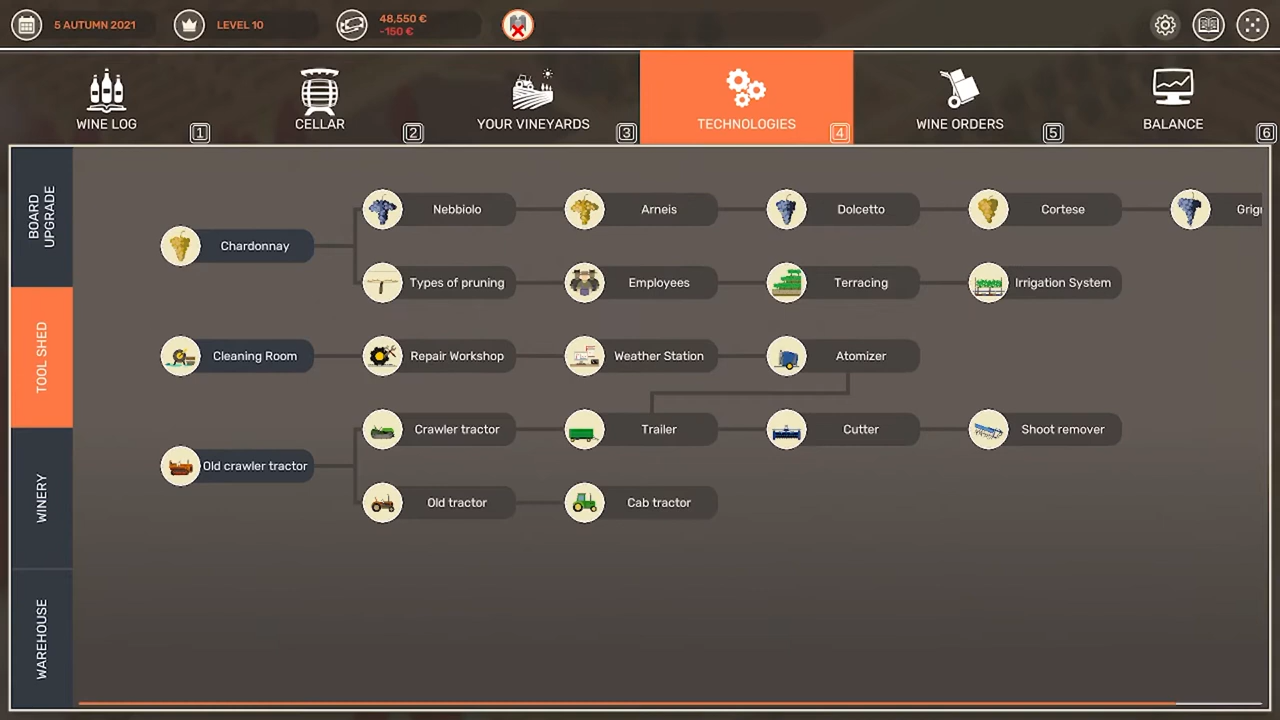 5 AUTUMN 2021
LEVEL 10
48,550 €
-150 €
WINE LOG
1
CELLAR
2
YOUR VINEYARDS
3
TECHNOLOGIES
4
WINE ORDERS
5
BALANCE
6
BOARD
UPGRADE
TOOL SHED
WINERY
WAREHOUSE
Chardonnay
Nebbiolo
Arneis
Dolcetto
Cortese
Grig
Types of pruning
Employees
Terracing
Irrigation System
Cleaning Room
Repair Workshop
Weather Station
Atomizer
Old crawler tractor
Crawler tractor
Trailer
Cutter
Shoot remover
Old tractor
Cab tractor